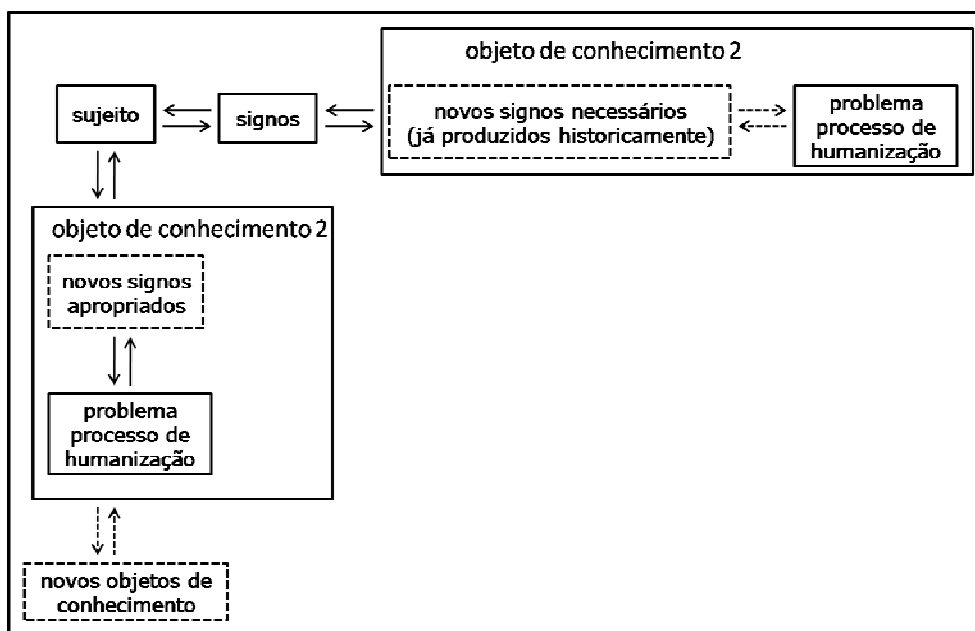 objeto de conhecimento 2
sujeito
signos
novos signos necessários
(já produzidos historicamente)
problema
processo de
humanização
objeto de conhecimento 2
novos signos
apropriados
problema
processo de
humanização
novos objetos de
conhecimento